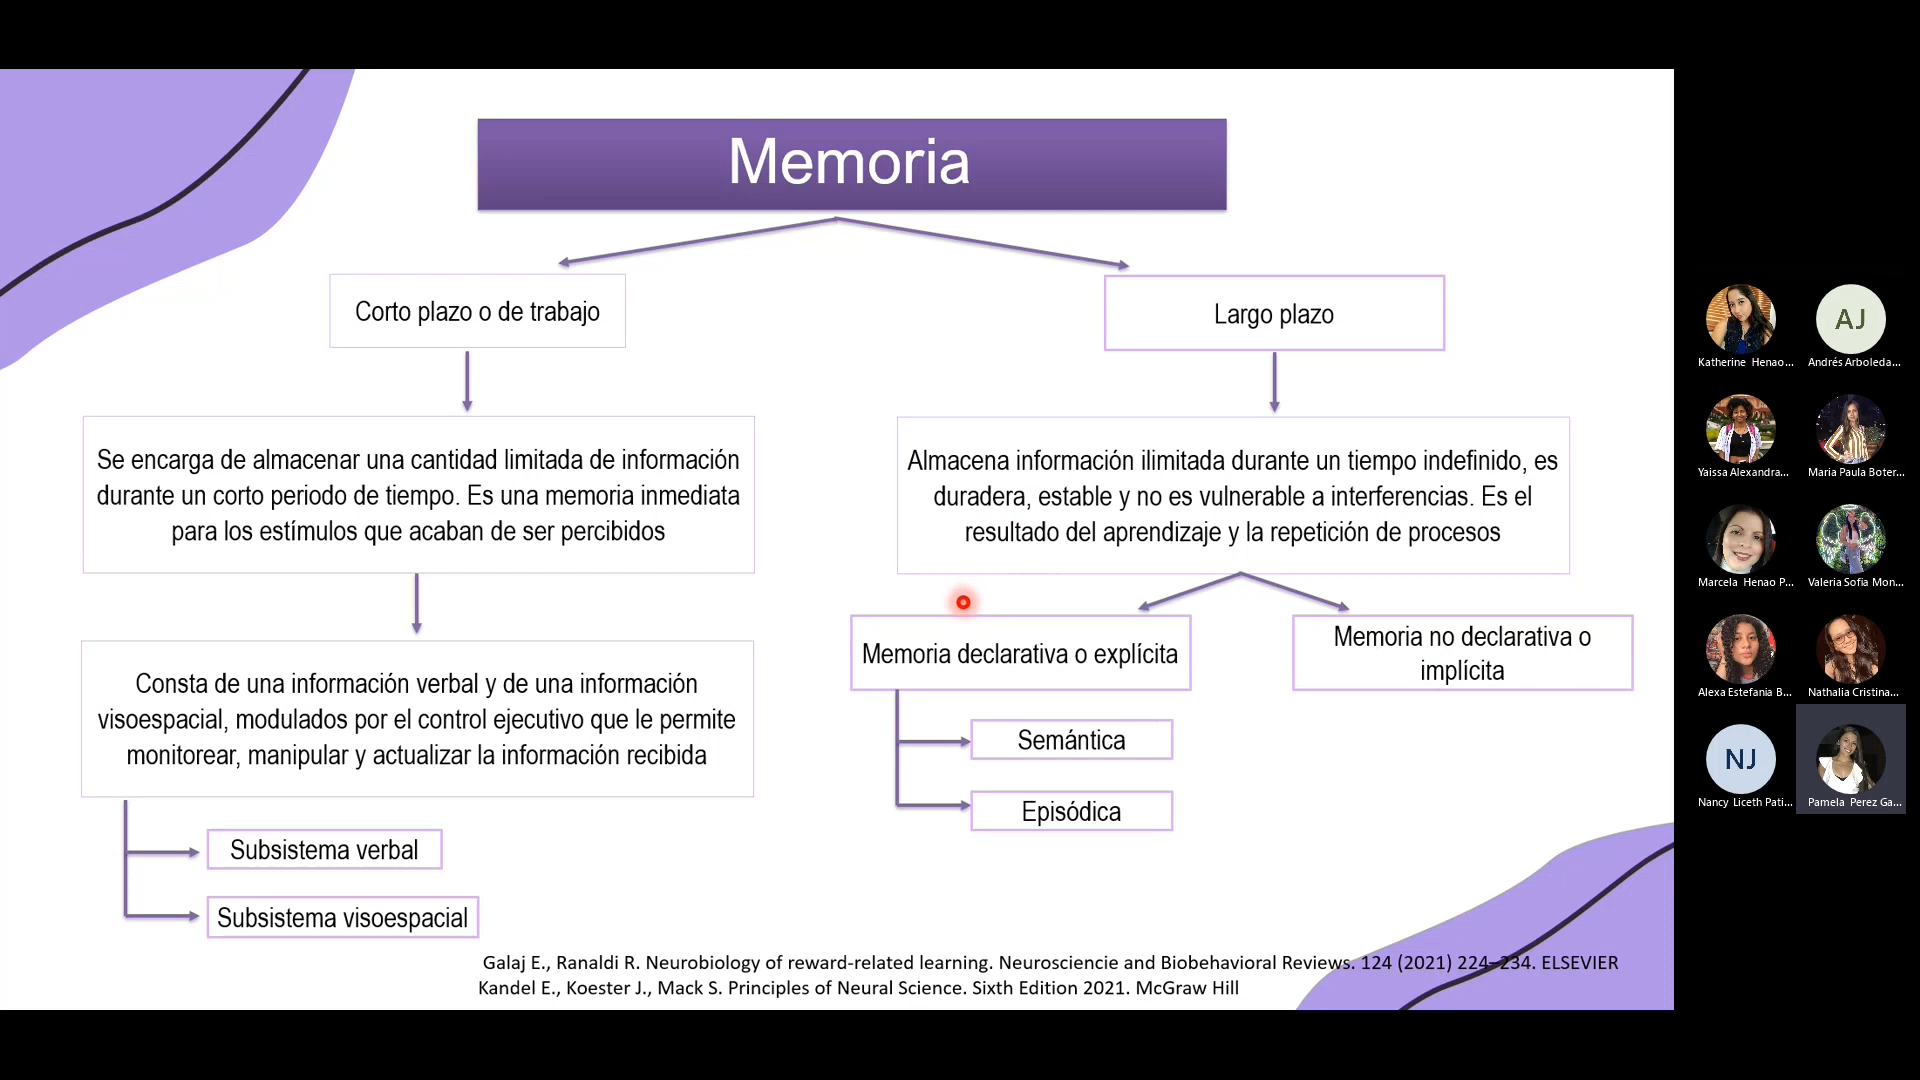 Memoria
Corto plazo o de trabajo
Largo plazo
Se encarga de almacenar una cantidad limitada de información
durante un corto periodo de tiempo. Es una memoria inmediata
para los estímulos que acaban de ser percibidos
Almacena información ilimitada durante un tiempo indefinido, es
duradera, estable y no es vulnerable a interferencias. Es el
resultado del aprendizaje y la repetición de procesos
Consta de una información verbal y de una información
visoespacial, modulados por el control ejecutivo que le permite
monitorear, manipular y actualizar la información recibida
Memoria declarativa o explícita
Memoria no declarativa o
implícita
Semántica
Episódica
Subsistema verbal
Subsistema visoespacial
Galaj E., Ranaldi R. Neurobiology of reward-related learning. Neurosciencie and Biobehavioral Reviews. 124 (2021) 224–234. ELSEVIER
Kandel E., Koester J., Mack S. Principles of Neural Science. Sixth Edition 2021. McGraw Hill
Katherine Henao...
AJ
Andrés Arboleda...
Yaissa Alexandra...
Maria Paula Boter...
Marcela Henao P...
Valeria Sofia Mon...
Alexa Estefania B...
Nathalia Cristina...
NJ
Nancy Liceth Pati...
Pamela Perez Ga...